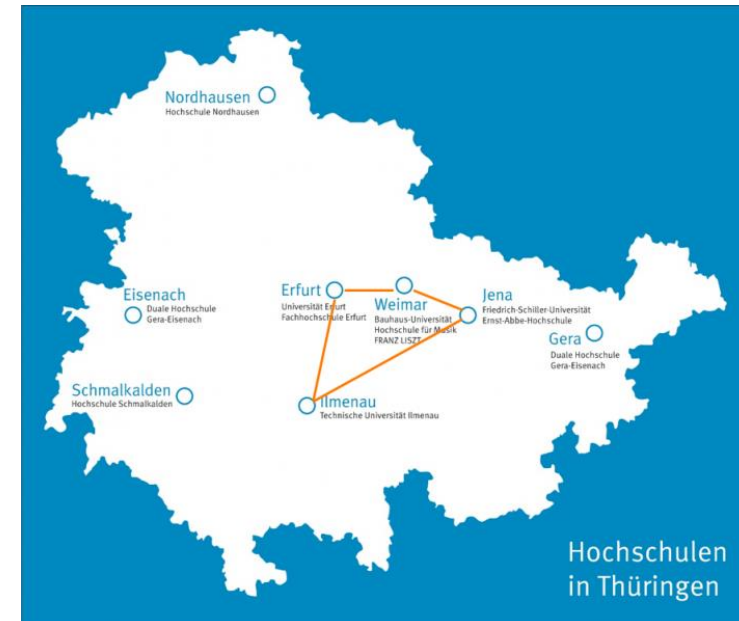 Nordhausen
Hochschule Nordhausen
Eisenach
Duale Hochschule
Gera-Eisenach
Erfurt
Universität Erfurt
Fachhochschule Erfurt
Weimar
Bauhaus-Universität
Hochschule für Musik
FRANZ LISZT
Jena
Friedrich-Schiller-Universität
Ernst-Abbe-Hochschule
Gera
Duale Hochschule
Gera-Eisenach
Schmalkalden
Hochschule Schmalkalden
Ilmenau
Technische Universität Ilmenau
Hochschulen
in Thüringen